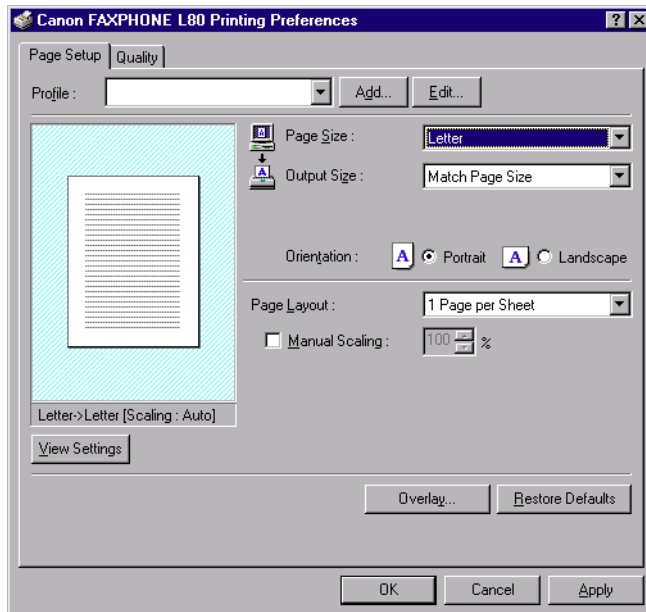 Canon FAXPHONE L80 Printing Preferences
Page Setup
Quality
Profile :
Add...
Edit...
Page Size :
Letter
Output Size :
Match Page Size
Orientation :
A
Portrait
A
Landscape
Page Layout :
1 Page per Sheet
Manual Scaling :
100
%
Letter->Letter [Scaling : Auto]
View Settings
Overlay...
Restore Defaults
OK
Cancel
Apply